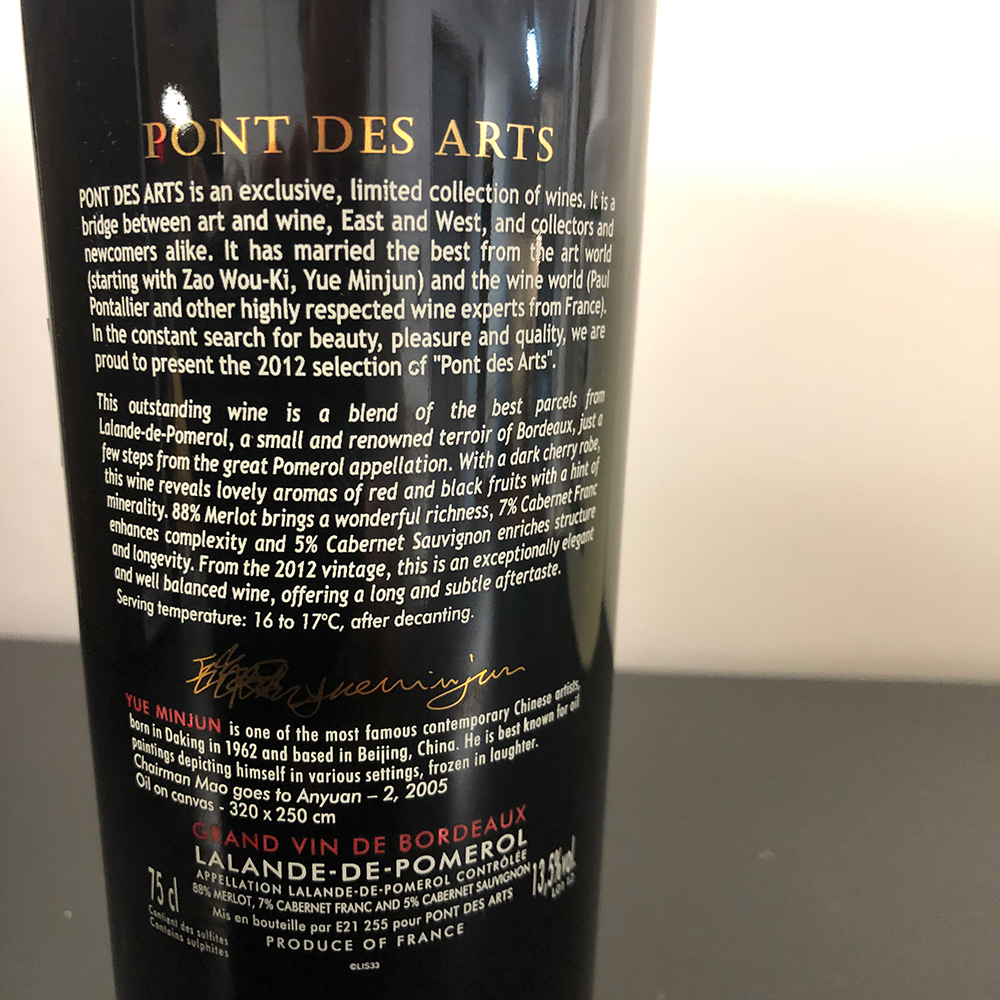 PONT DES ARTS
PONT DES ARTS is an exclusive, limited collection of wines. It is a
bridge between art and wine, East and West, and collectors and
newcomers alike. It has married the best from the art world
(starting with Zao Wou-Ki, Yue Minjun) and the wine world (Paul
Pontallier and other highly respected wine experts from France).
In the constant search for beauty, pleasure and quality, we are
proud to present the 2012 selection of "Pont des Arts".
This outstanding wine is a blend of the best parcels from
Lalande-de-Pomerol, a small and renowned terroir of Bordeaux, just a
few steps from the great Pomerol appellation. With a dark cherry robe,
this wine reveals lovely aromas of red and black fruits with a hint of
minerality. 88% Merlot brings a wonderful richness, 7% Cabernet Franc
enhances complexity and 5% Cabernet Sauvignon enriches structure
and longevity. From the 2012 vintage, this is an exceptionally elegant
and well balanced wine, offering a long and subtle aftertaste.
Serving temperature: 16 to 17°C, after decanting.
yueminjun
YUE MINJUN is one of the most famous contemporary Chinese artists,
born in Daking in 1962 and based in Beijing, China. He is best known for oil
paintings depicting himself in various settings, frozen in laughter.
Chairman Mao goes to Anyuan – 2, 2005
Oil on canvas - 320 x 250 cm
GRAND VIN DE BORDEAUX
LALANDE-DE-POMEROL
APPELLATION LALANDE-DE-POMEROL CONTRÔLÉE
88% MERLOT, 7% CABERNET FRANC AND 5% CABERNET SAUVIGNON
75 cl
13,5%vol.
Mis en bouteille par E21 255 pour PONT DES ARTS
Contient des sulfites
Contains sulphites
PRODUCE OF FRANCE
©LIS33